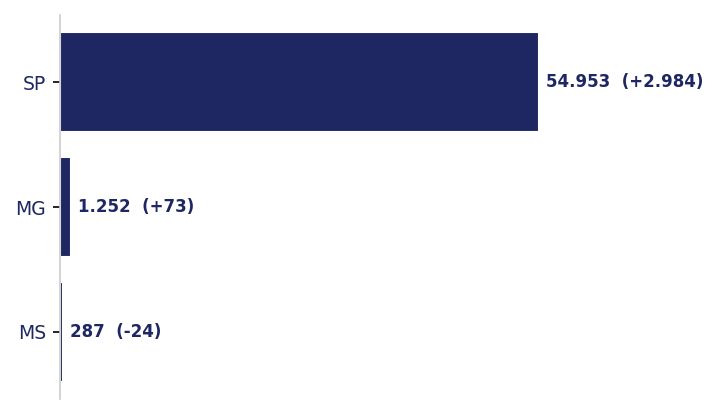 SP 54.953 (+2.984)
MG 1.252 (+73)
MS 287 (-24)